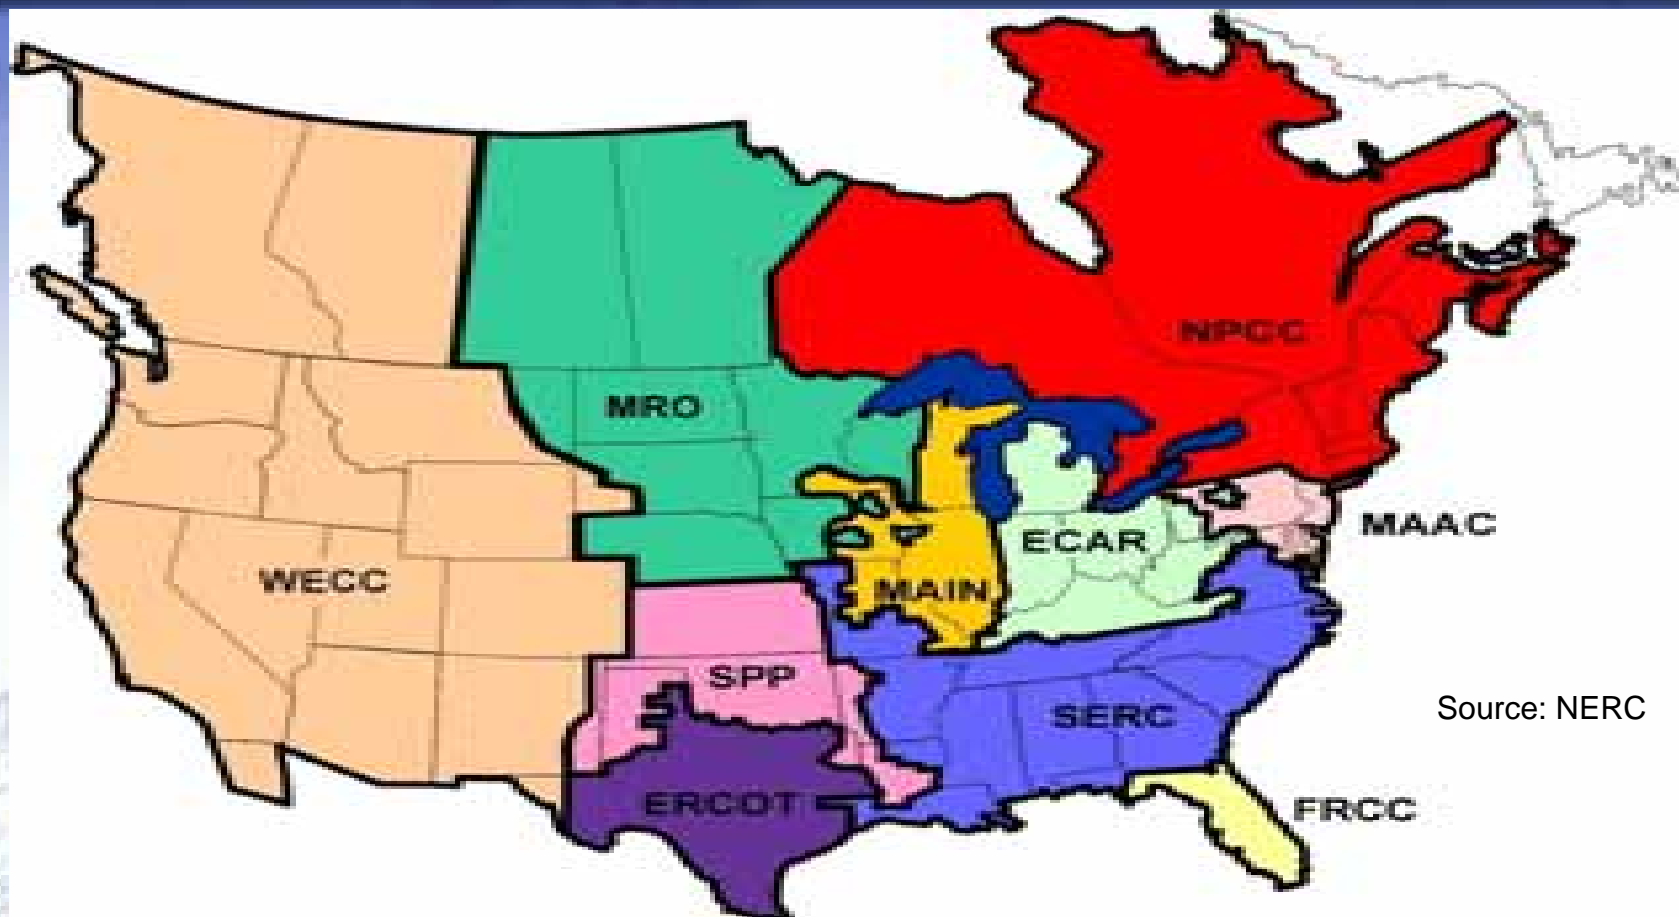 NPCC
MRO
MAAC
ECAR
WECC
MAIN
SPP
SERC
Source: NERC
ERCOT
FRCC